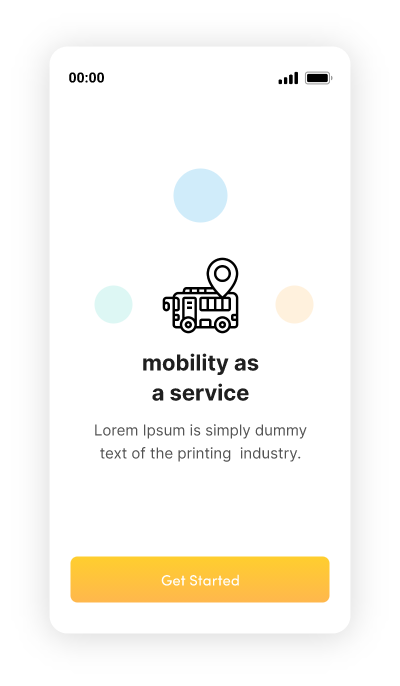 00:00
mobility as
a service
Lorem Ipsum is simply dummy
text of the printing  industry.
Get Started